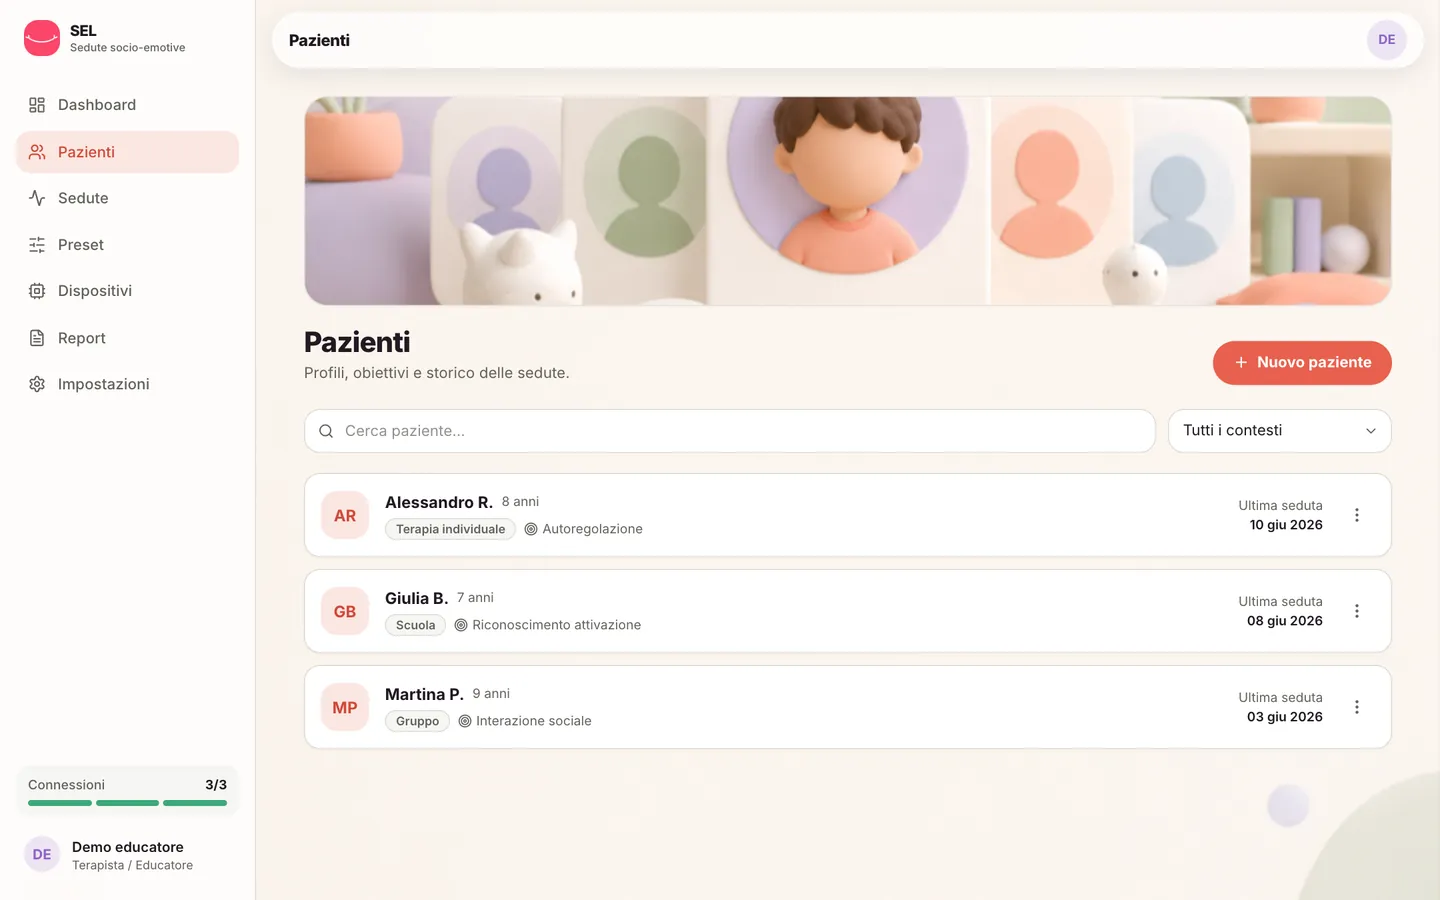 SEL
Sedute socio-emotive
Dashboard
Pazienti
Sedute
Preset
Dispositivi
Report
Impostazioni
Connessioni 3/3
DE
Demo educatore
Terapista / Educatore
Pazienti
DE
Pazienti
Profili, obiettivi e storico delle sedute.
Nuovo paziente
Cerca paziente...
Tutti i contesti
AR
Alessandro R. 8 anni
Terapia individuale Autoregolazione
Ultima seduta
10 giu 2026
GB
Giulia B. 7 anni
Scuola Riconoscimento attivazione
Ultima seduta
08 giu 2026
MP
Martina P. 9 anni
Gruppo Interazione sociale
Ultima seduta
03 giu 2026